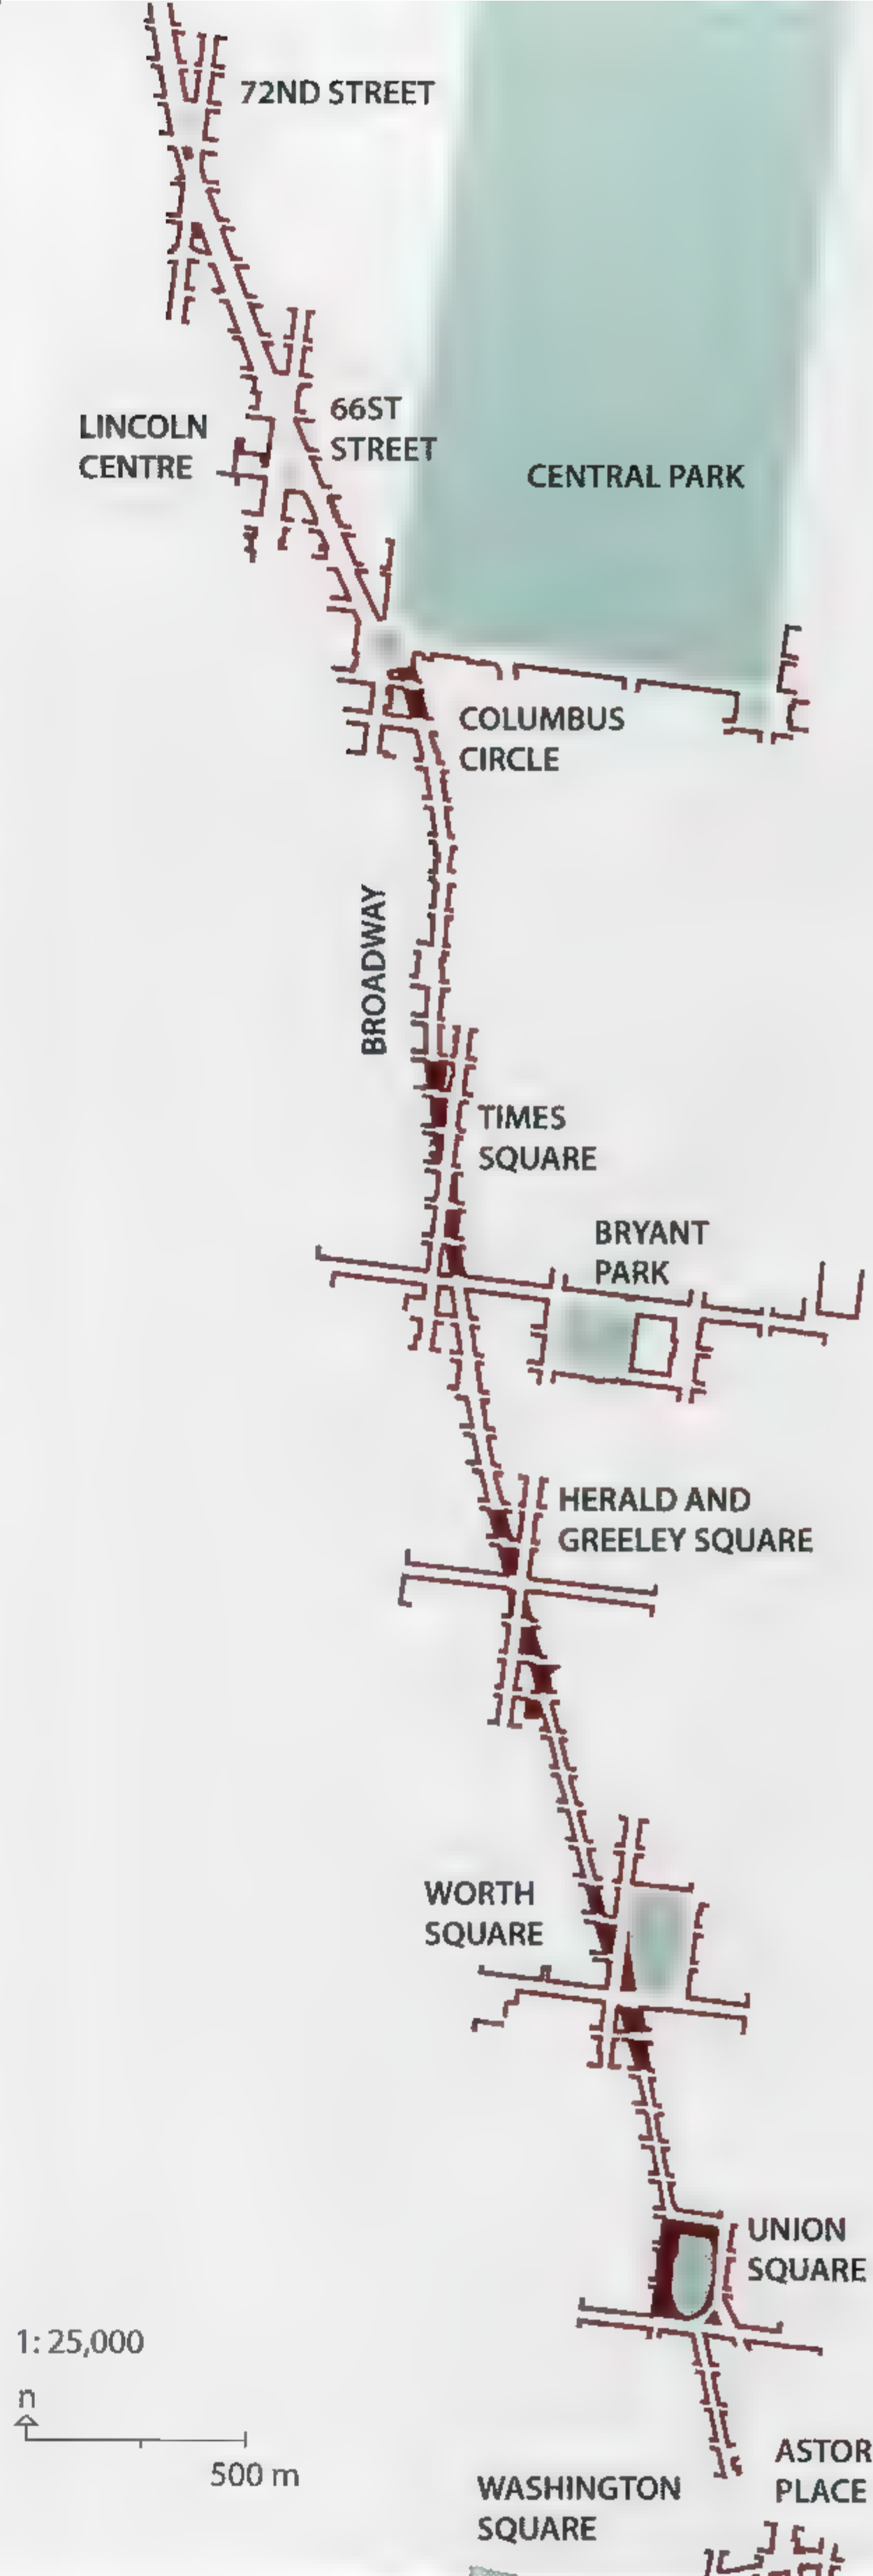 72ND STREET
66ST
STREET
LINCOLN
CENTRE
CENTRAL PARK
COLUMBUS
CIRCLE
BROADWAY
TIMES
SQUARE
BRYANT
PARK
HERALD AND
GREELEY SQUARE
WORTH
SQUARE
UNION
SQUARE
1: 25,000
n
500 m
ASTOR
PLACE
WASHINGTON
SQUARE